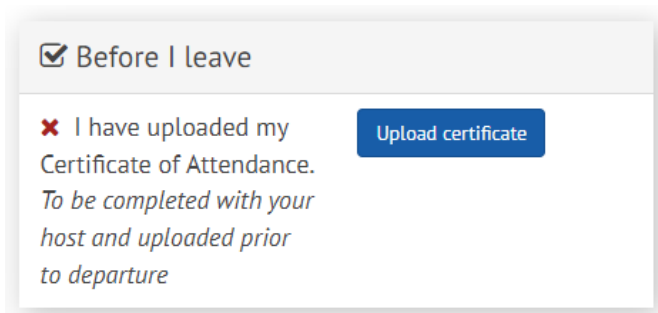 Before I leave
I have uploaded my
Certificate of Attendance.
To be completed with your
host and uploaded prior
to departure
Upload certificate